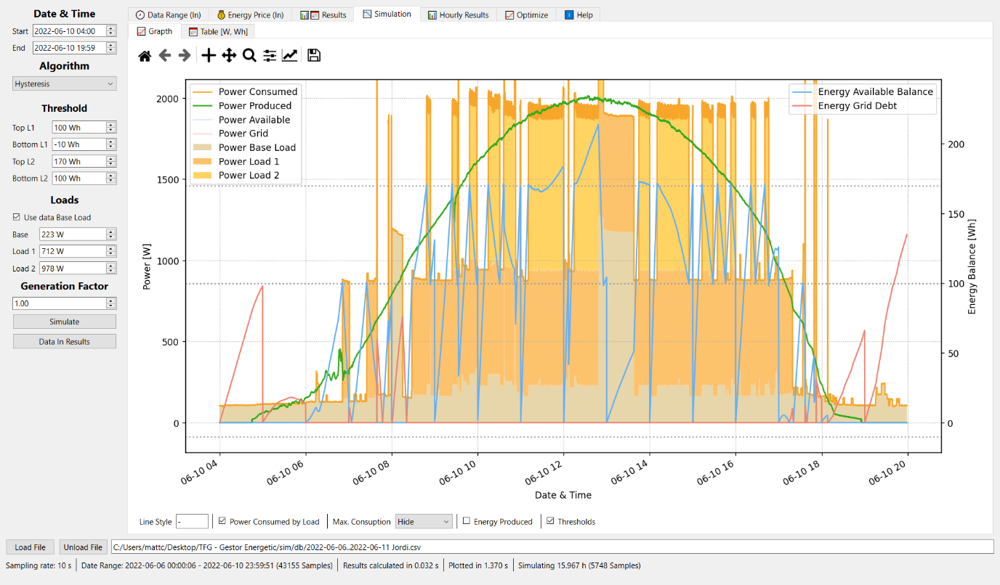 Date & Time
Start 2022-06-10 04:00
End 2022-06-10 19:59
Algorithm
Hysteresis
Threshold
Top L1 100 Wh
Bottom L1 -10 Wh
Top L2 170 Wh
Bottom L2 100 Wh
Loads
Use data Base Load
Base 223 W
Load 1 712 W
Load 2 978 W
Generation Factor
1.00
Simulate
Data In Results
Data Range (In) Energy Price (In) Results Simulation Hourly Results Optimize Help
Grapth Table [W, Wh]
Power Consumed
Power Produced
Power Available
Power Grid
Power Base Load
Power Load 1
Power Load 2
Energy Available Balance
Energy Grid Debt
Power [W]
2000
1500
1000
500
0
Energy Balance [Wh]
200
150
100
50
0
06-10 04 06-10 06 06-10 08 06-10 10 06-10 12 06-10 14 06-10 16 06-10 18 06-10 20
Date & Time
Line Style - Power Consumed by Load Max. Consuption Hide Energy Produced Thresholds
Load File Unload File C:/Users/mattc/Desktop/TFG - Gestor Energetic/sim/db/2022-06-06..2022-06-11 Jordi.csv
Sampling rate: 10 s Date Range: 2022-06-06 00:00:06 - 2022-06-10 23:59:51 (43155 Samples) Results calculated in 0.032 s Plotted in 1.370 s Simulating 15.967 h (5748 Samples)